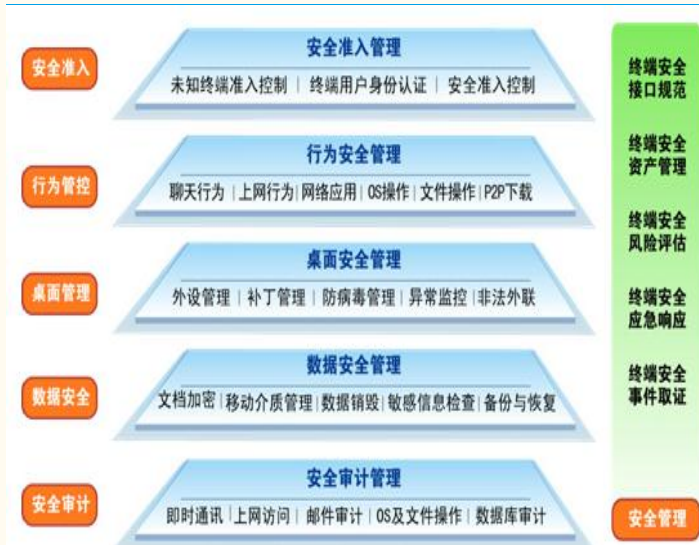 安全准入
安全准入管理
未知终端准入控制 | 终端用户身份认证 | 安全准入控制
行为管控
行为安全管理
聊天行为 | 上网行为 | 网络应用 | OS操作 | 文件操作 | P2P下载
桌面管理
桌面安全管理
外设管理 | 补丁管理 | 防病毒管理 | 异常监控 | 非法外联
数据安全
数据安全管理
文档加密 | 移动介质管理 | 数据销毁 | 敏感信息检查 | 备份与恢复
安全审计
安全审计管理
即时通讯 | 上网访问 | 邮件审计 | OS及文件操作 | 数据库审计
终端安全
接口规范
终端安全
资产管理
终端安全
风险评估
终端安全
应急响应
终端安全
事件取证
安全管理